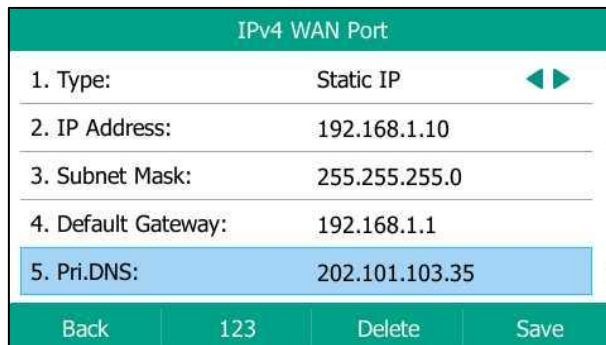 IPv4 WAN Port
1. Type: Static IP
2. IP Address: 192.168.1.10
3. Subnet Mask: 255.255.255.0
4. Default Gateway: 192.168.1.1
5. Pri.DNS: 202.101.103.35
Back 123 Delete Save